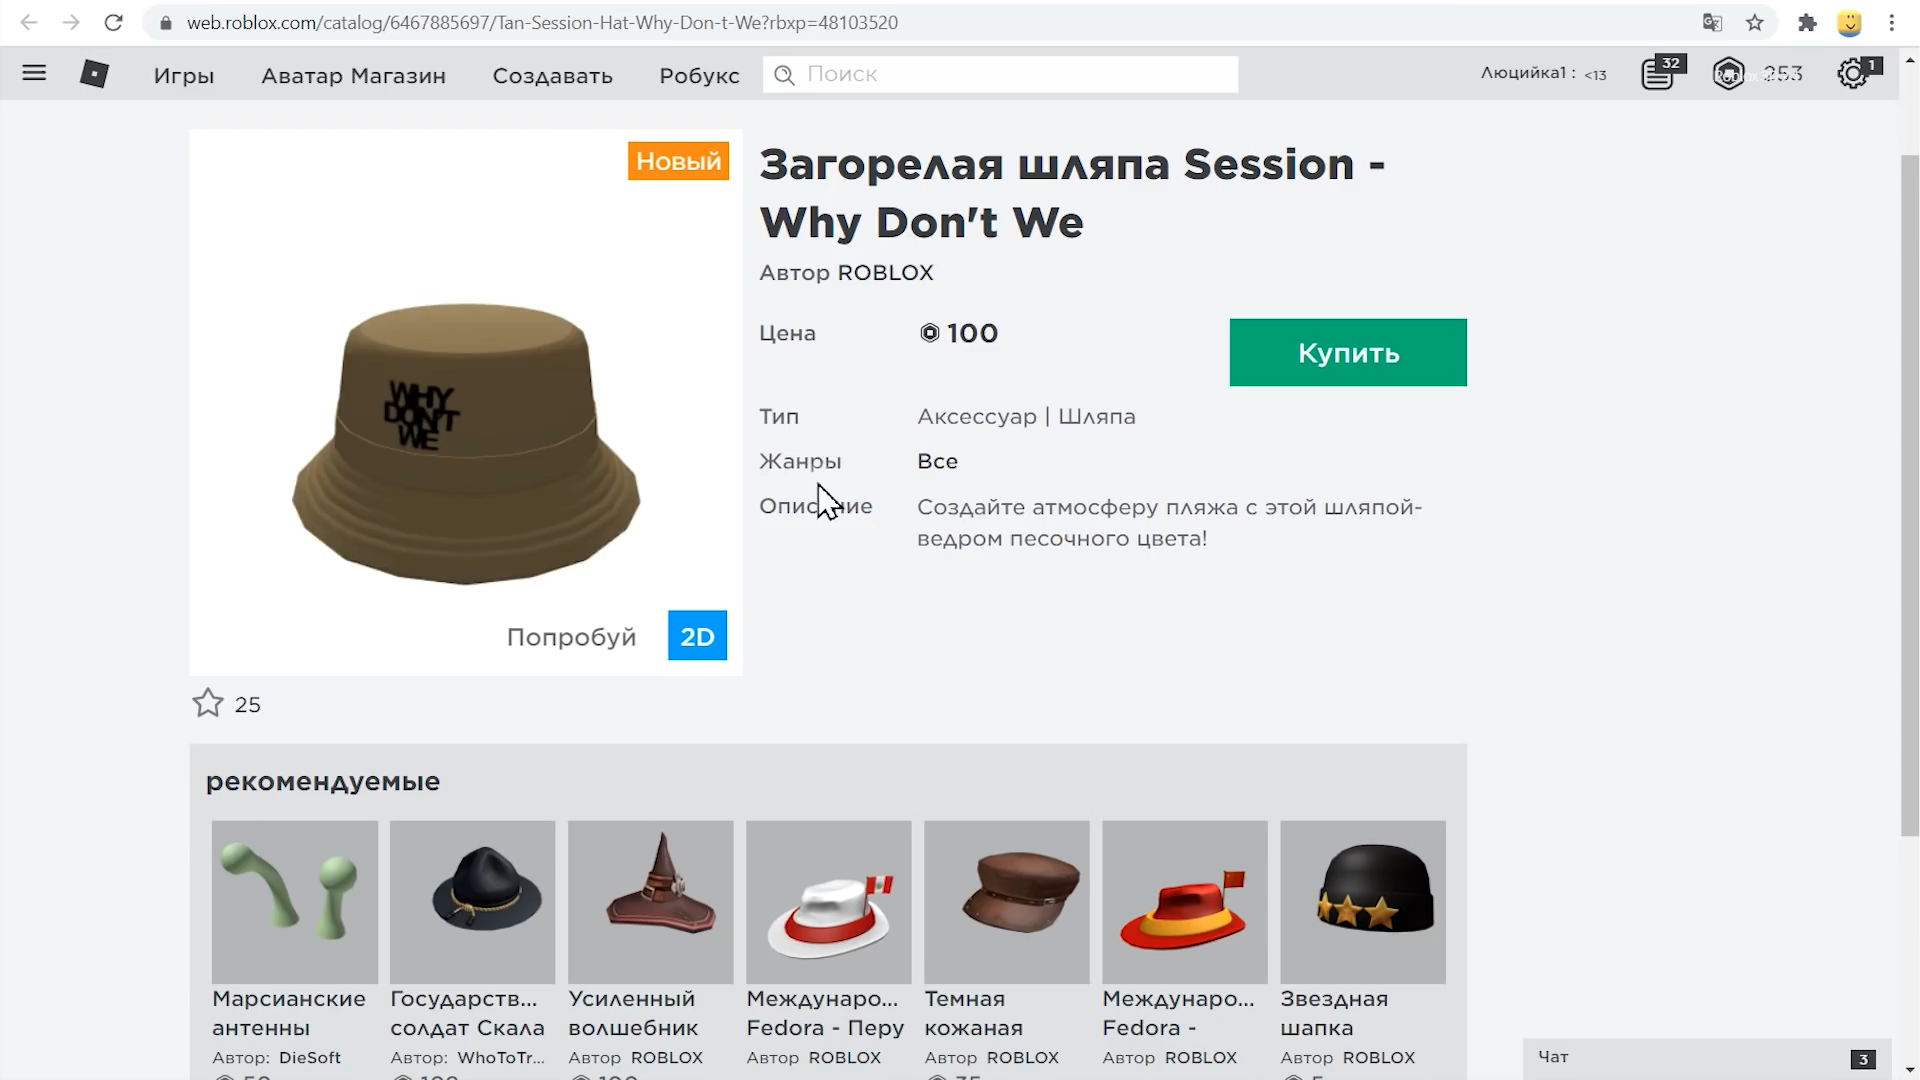 web.roblox.com/catalog/6467885697/Tan-Session-Hat-Why-Don-t-We?rbxp=48103520
Игры Аватар Магазин Создавать Робукс Поиск Люцийка1 : <13 32 253 1
Новый
Загорелая шляпа Session -
Why Don't We
Автор ROBLOX
Цена 100
Купить
WHY
DON'T
WE
Тип Аксессуар | Шляпа
Жанры Все
Описание Создайте атмосферу пляжа с этой шляпой-
ведром песочного цвета!
Попробуй 2D
25
рекомендуемые
Марсианские Государств... Усиленный Междунаро... Темная Междунаро... Звездная
антенны солдат Скала волшебник Fedora - Перу кожаная Fedora - шапка
Автор: DieSoft Автор: WhoToTr... Автор ROBLOX Автор ROBLOX Автор ROBLOX Автор ROBLOX Автор ROBLOX
Чат 3